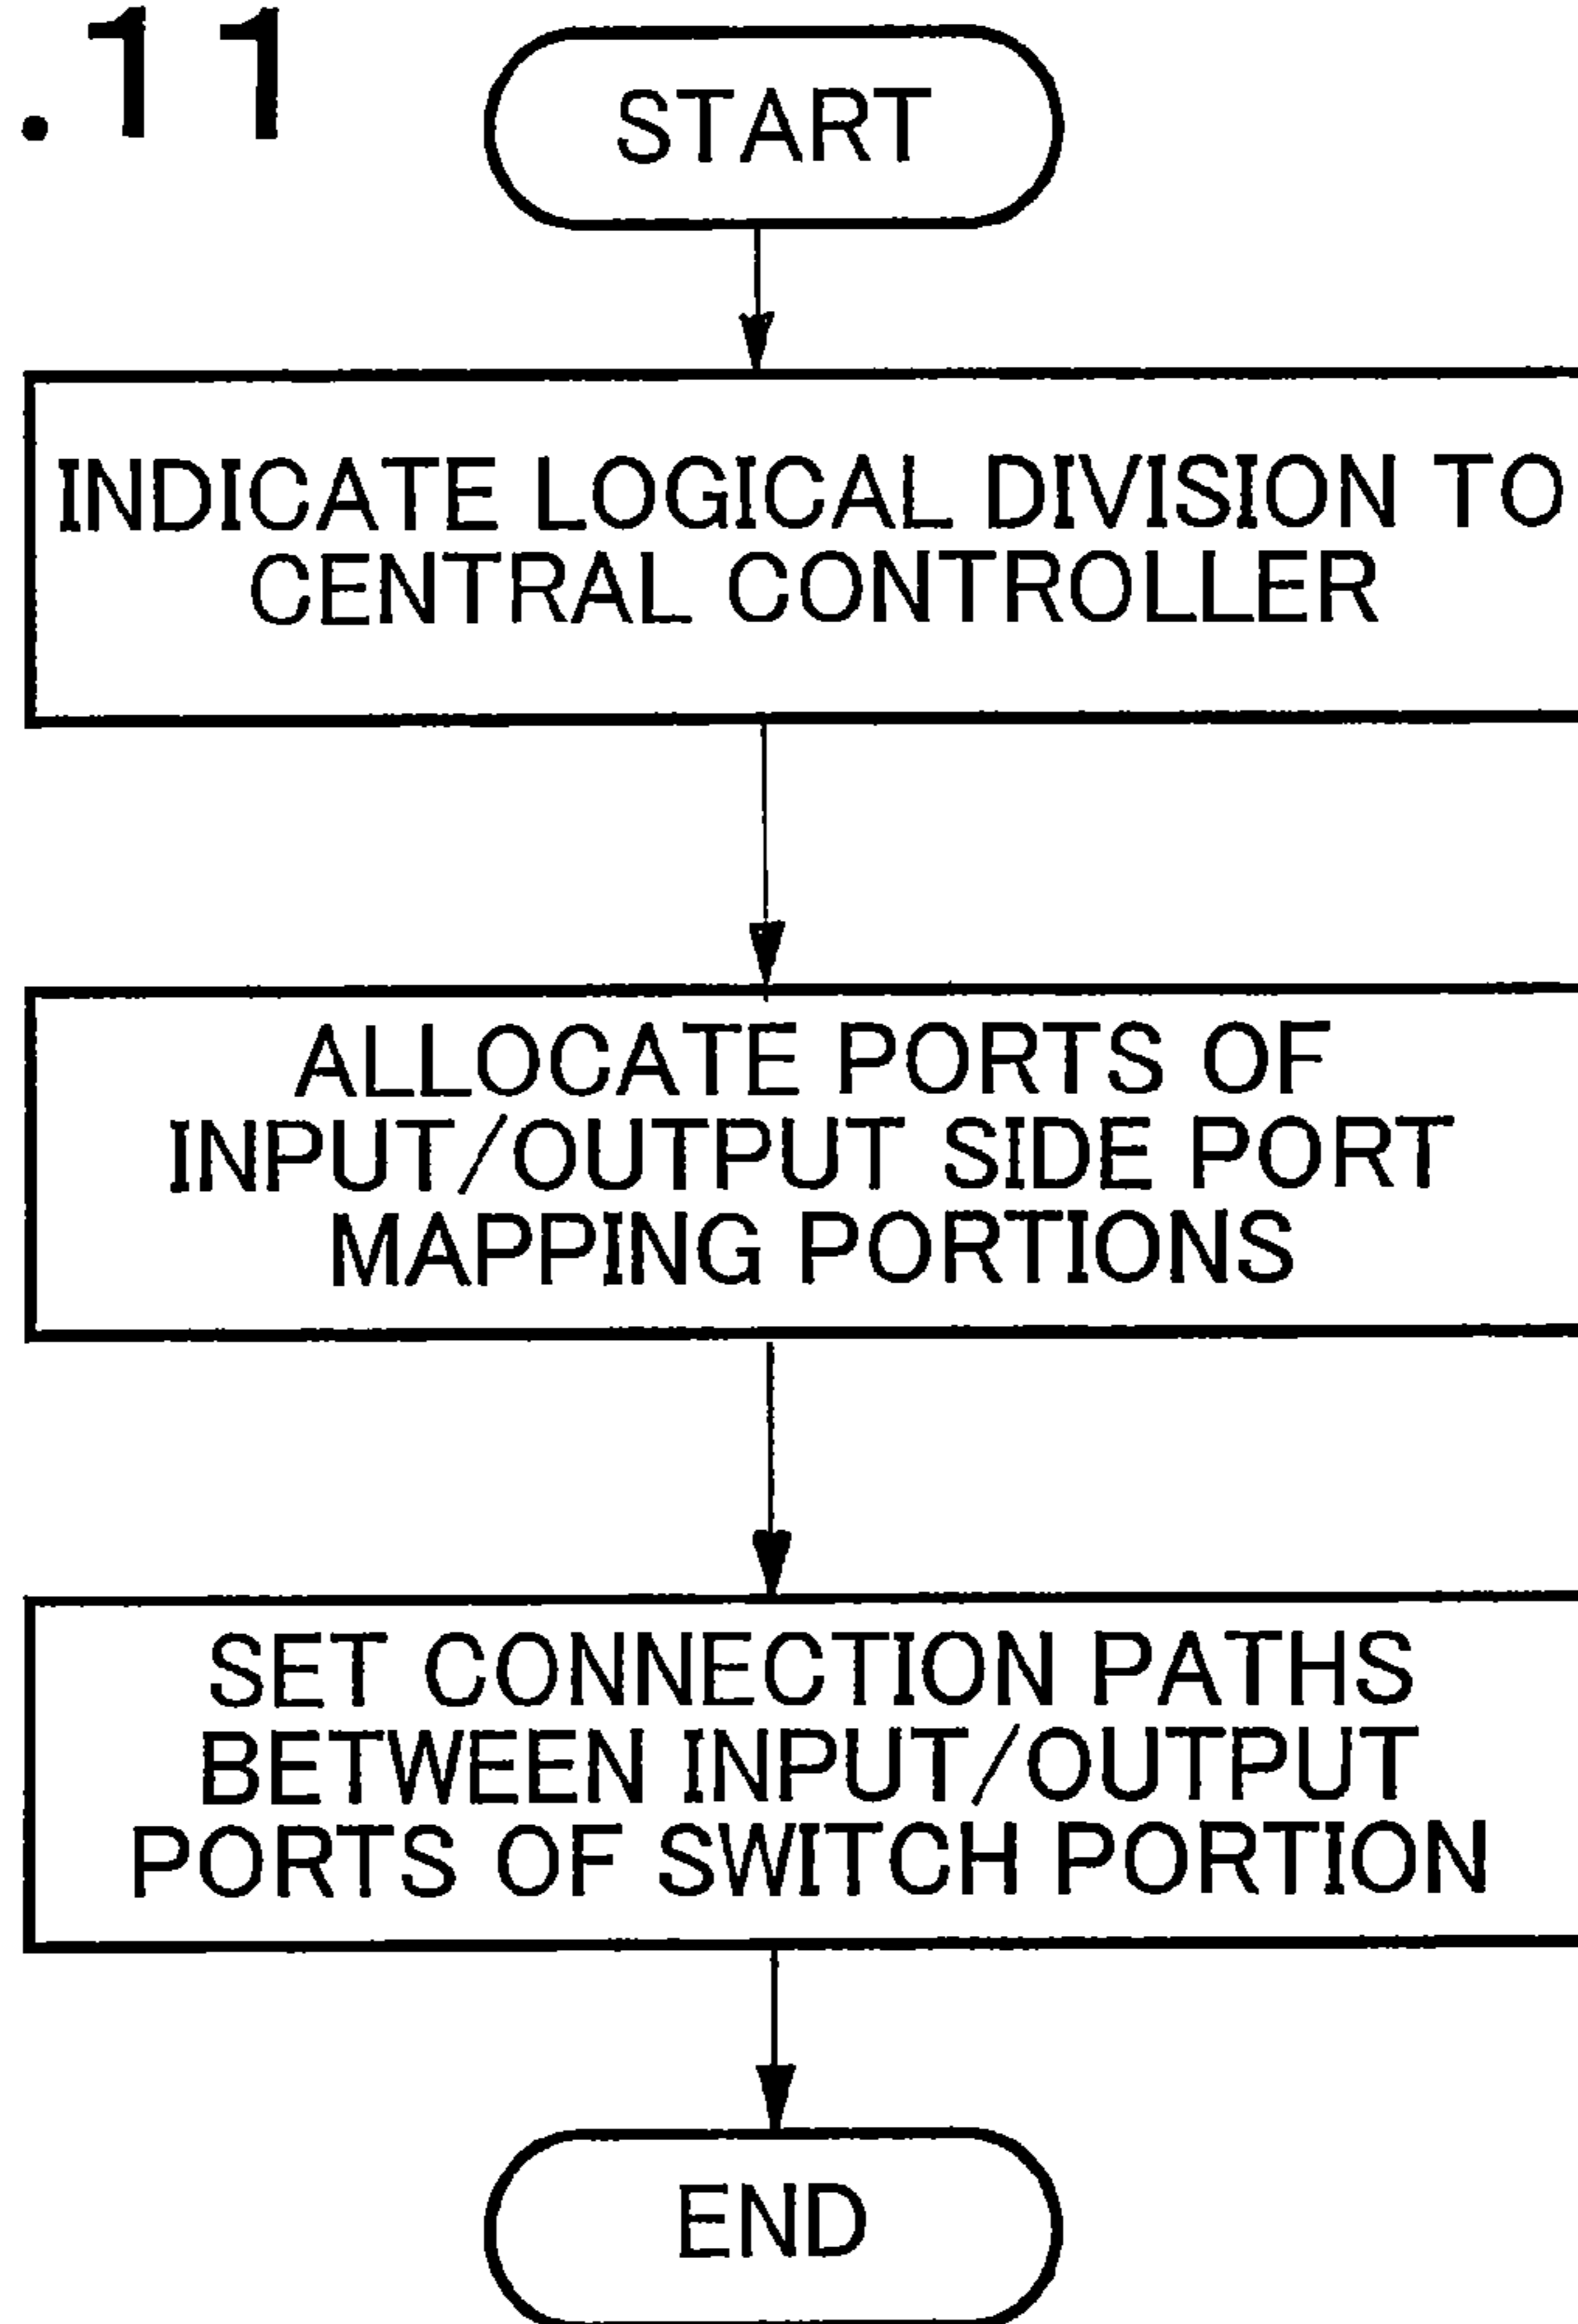 .11
START
INDICATE LOGICAL DIVISION TO
CENTRAL CONTROLLER
ALLOCATE PORTS OF
INPUT/OUTPUT SIDE PORT
MAPPING PORTIONS
SET CONNECTION PATHS
BETWEEN INPUT/OUTPUT
PORTS OF SWITCH PORTION
END